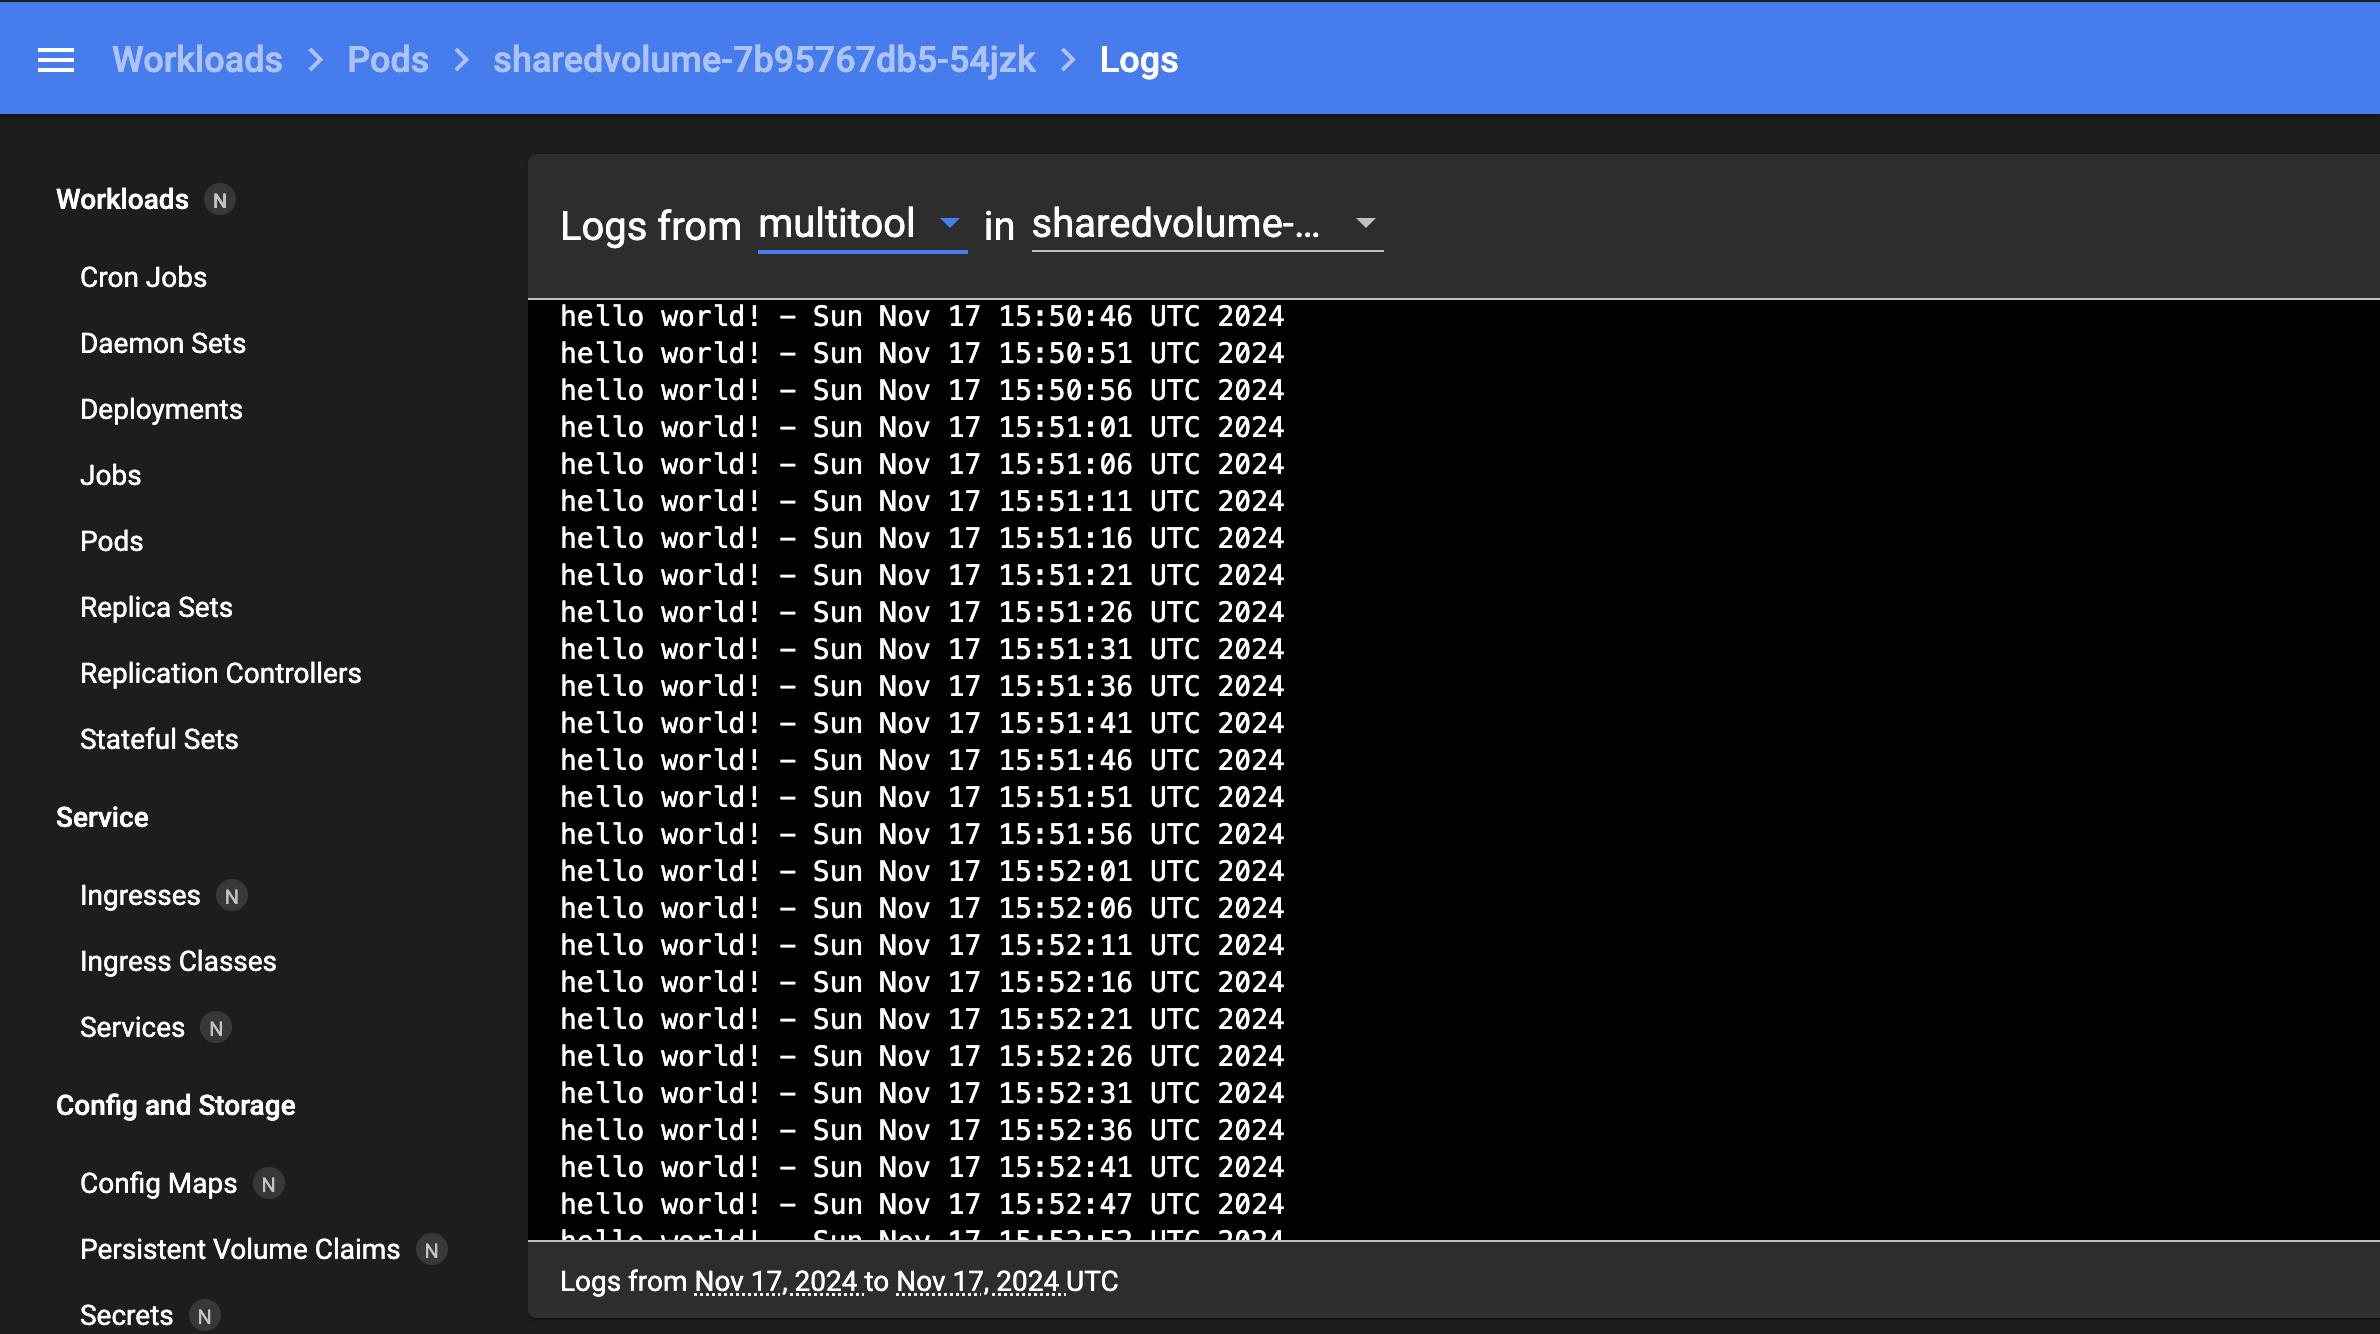 Workloads > Pods > sharedvolume-7b95767db5-54jzk > Logs
Workloads N
Cron Jobs
Daemon Sets
Deployments
Jobs
Pods
Replica Sets
Replication Controllers
Stateful Sets
Service
Ingresses N
Ingress Classes
Services N
Config and Storage
Config Maps N
Persistent Volume Claims N
Secrets N
Logs from multitool in sharedvolume-...
hello world! – Sun Nov 17 15:50:46 UTC 2024
hello world! – Sun Nov 17 15:50:51 UTC 2024
hello world! – Sun Nov 17 15:50:56 UTC 2024
hello world! – Sun Nov 17 15:51:01 UTC 2024
hello world! – Sun Nov 17 15:51:06 UTC 2024
hello world! – Sun Nov 17 15:51:11 UTC 2024
hello world! – Sun Nov 17 15:51:16 UTC 2024
hello world! – Sun Nov 17 15:51:21 UTC 2024
hello world! – Sun Nov 17 15:51:26 UTC 2024
hello world! – Sun Nov 17 15:51:31 UTC 2024
hello world! – Sun Nov 17 15:51:36 UTC 2024
hello world! – Sun Nov 17 15:51:41 UTC 2024
hello world! – Sun Nov 17 15:51:46 UTC 2024
hello world! – Sun Nov 17 15:51:51 UTC 2024
hello world! – Sun Nov 17 15:51:56 UTC 2024
hello world! – Sun Nov 17 15:52:01 UTC 2024
hello world! – Sun Nov 17 15:52:06 UTC 2024
hello world! – Sun Nov 17 15:52:11 UTC 2024
hello world! – Sun Nov 17 15:52:16 UTC 2024
hello world! – Sun Nov 17 15:52:21 UTC 2024
hello world! – Sun Nov 17 15:52:26 UTC 2024
hello world! – Sun Nov 17 15:52:31 UTC 2024
hello world! – Sun Nov 17 15:52:36 UTC 2024
hello world! – Sun Nov 17 15:52:41 UTC 2024
hello world! – Sun Nov 17 15:52:47 UTC 2024
hello world! – Sun Nov 17 15:52:52 UTC 2024
Logs from Nov 17, 2024 to Nov 17, 2024 UTC